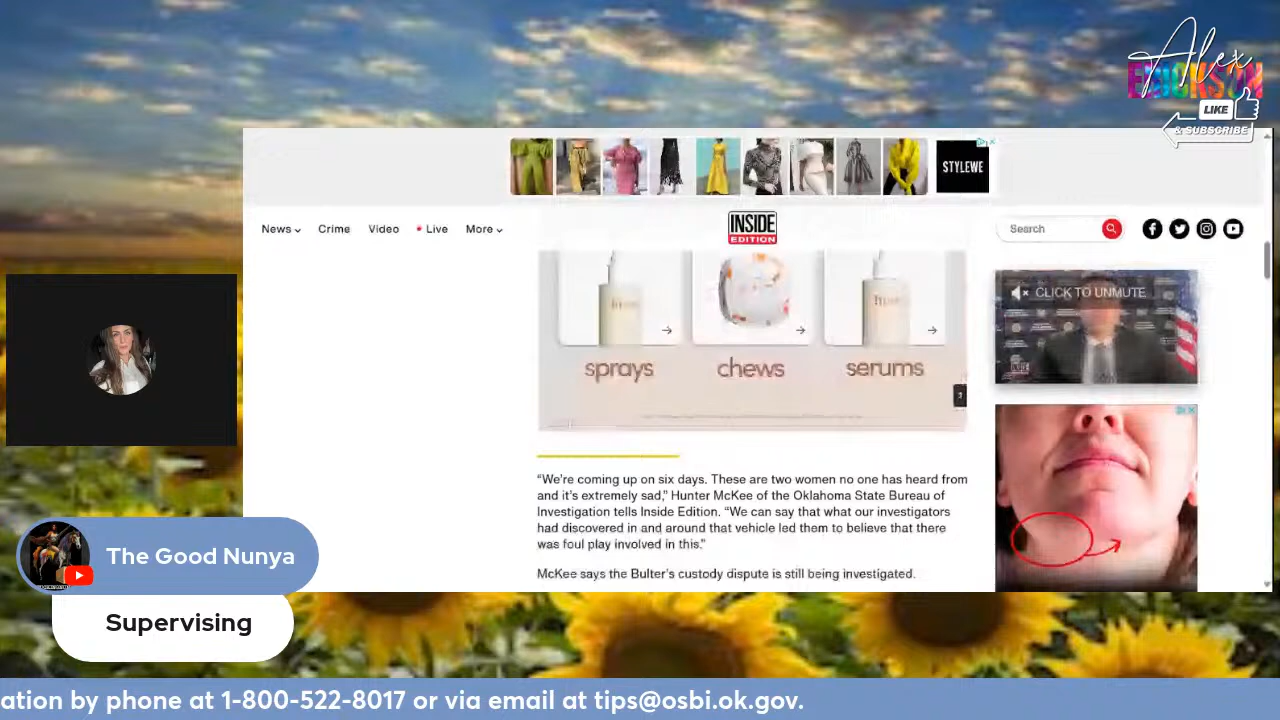 Alex
ERICKSON
LIKE
& SUBSCRIBE
STYLEWE
News
Crime
Video
Live
More
INSIDE
EDITION
Search
CLICK TO UNMUTE
sprays
chews
serums
“We’re coming up on six days. These are two women no one has heard from
and it’s extremely sad,” Hunter McKee of the Oklahoma State Bureau of
Investigation tells Inside Edition. “We can say that what our investigators
had discovered in and around that vehicle led them to believe that there
was foul play involved in this.”
McKee says the Bulter’s custody dispute is still being investigated.
The Good Nunya
Supervising
ation by phone at 1-800-522-8017 or via email at tips@osbi.ok.gov.